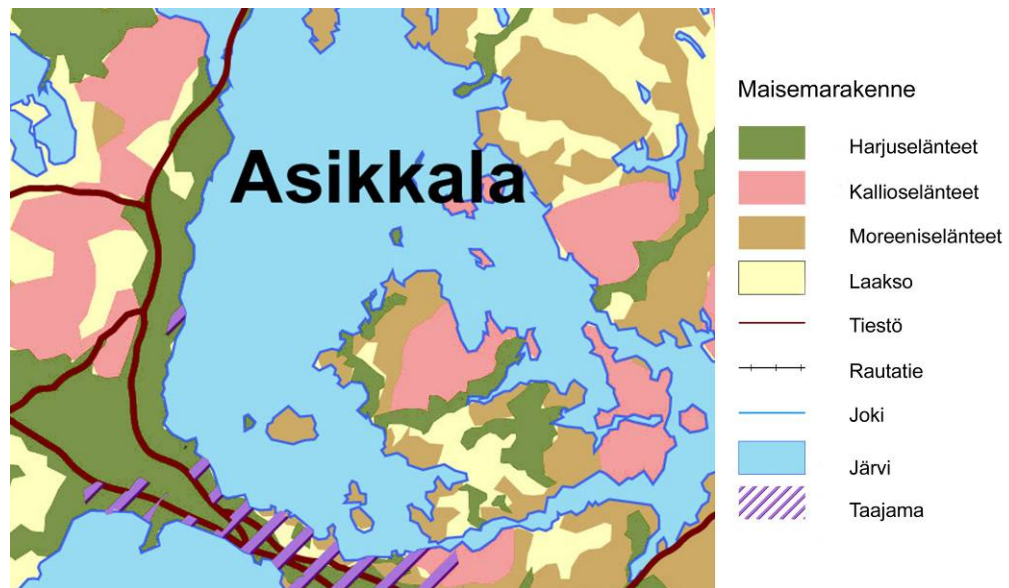 Asikkala
Maisemarakenne
Harjuselänteet
Kallioselänteet
Moreeniselänteet
Laakso
Tiestö
Rautatie
Joki
Järvi
Taajama